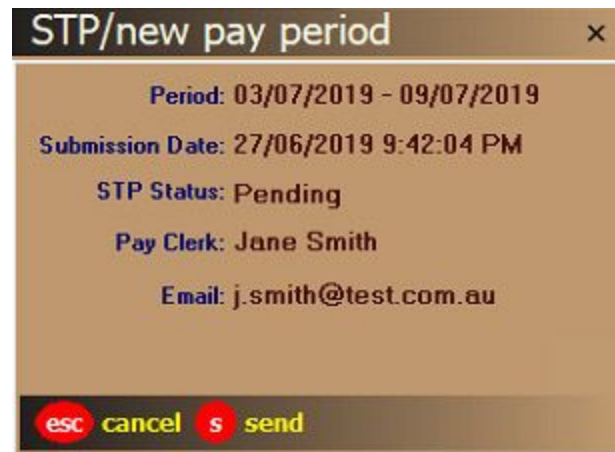 STP/new pay period ×
Period: 03/07/2019 - 09/07/2019
Submission Date: 27/06/2019 9:42:04 PM
STP Status: Pending
Pay Clerk: Jane Smith
Email: j.smith@test.com.au
esc cancel s send